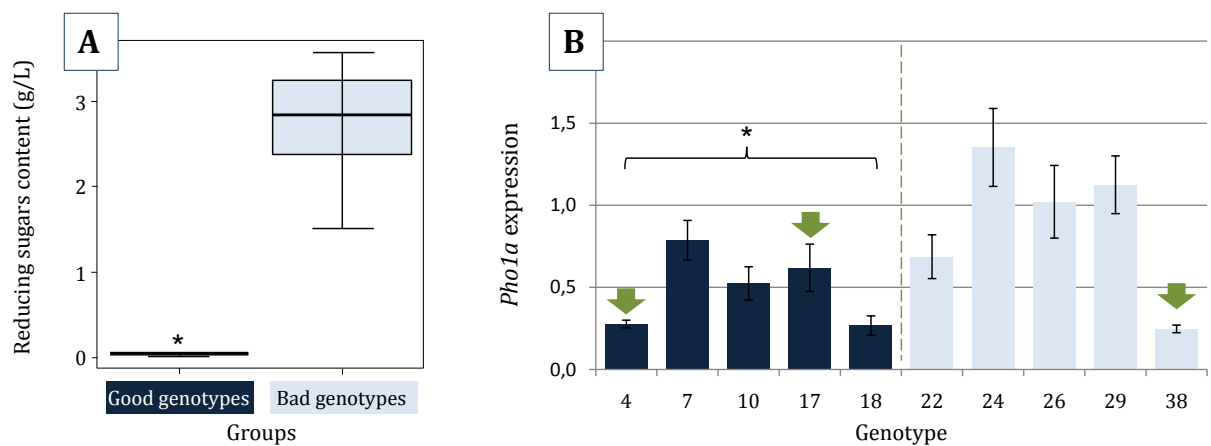 A
Reducing sugars content (g/L)
3
2
1
0
*
Good genotypes
Bad genotypes
Groups
B
Pho1a expression
1,5
1,0
0,5
0,0
*
4 7 10 17 18 22 24 26 29 38
Genotype